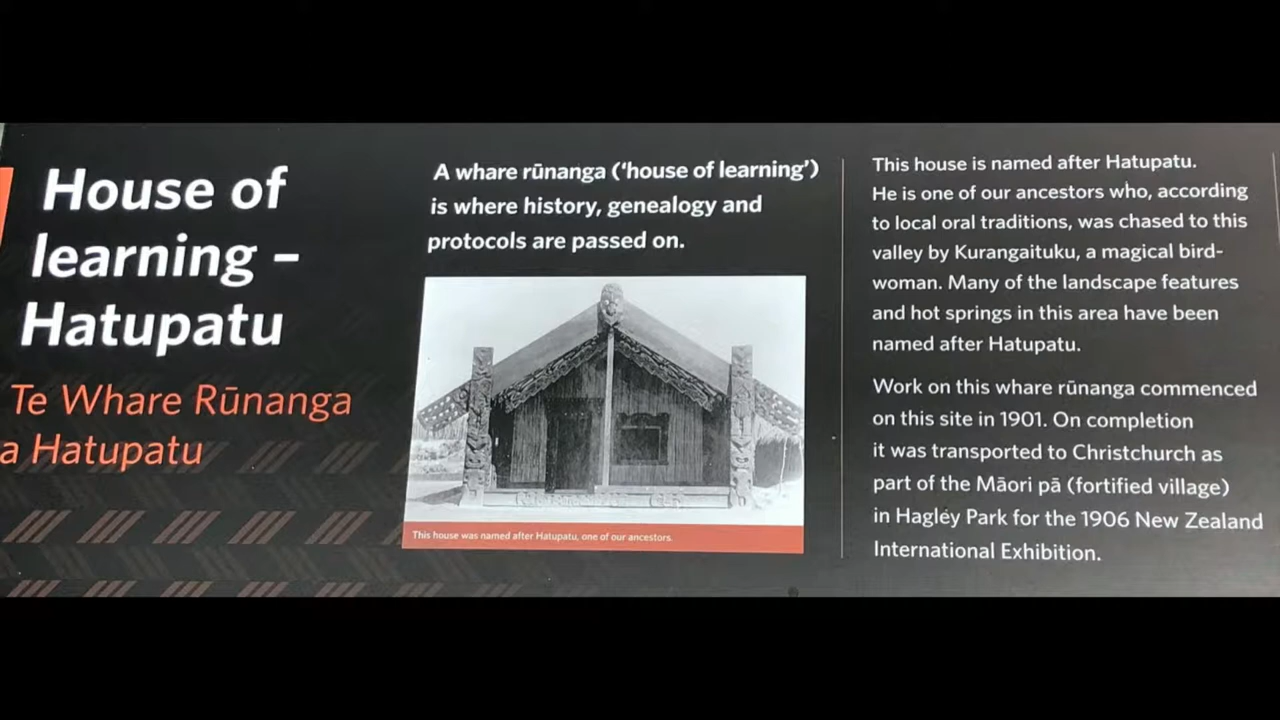 House of
learning –
Hatupatu
Te Whare Rūnanga
a Hatupatu
A whare rūnanga (‘house of learning’)
is where history, genealogy and
protocols are passed on.
This house was named after Hatupatu, one of our ancestors.
This house is named after Hatupatu.
He is one of our ancestors who, according
to local oral traditions, was chased to this
valley by Kurangaituku, a magical bird-
woman. Many of the landscape features
and hot springs in this area have been
named after Hatupatu.
Work on this whare rūnanga commenced
on this site in 1901. On completion
it was transported to Christchurch as
part of the Māori pā (fortified village)
in Hagley Park for the 1906 New Zealand
International Exhibition.